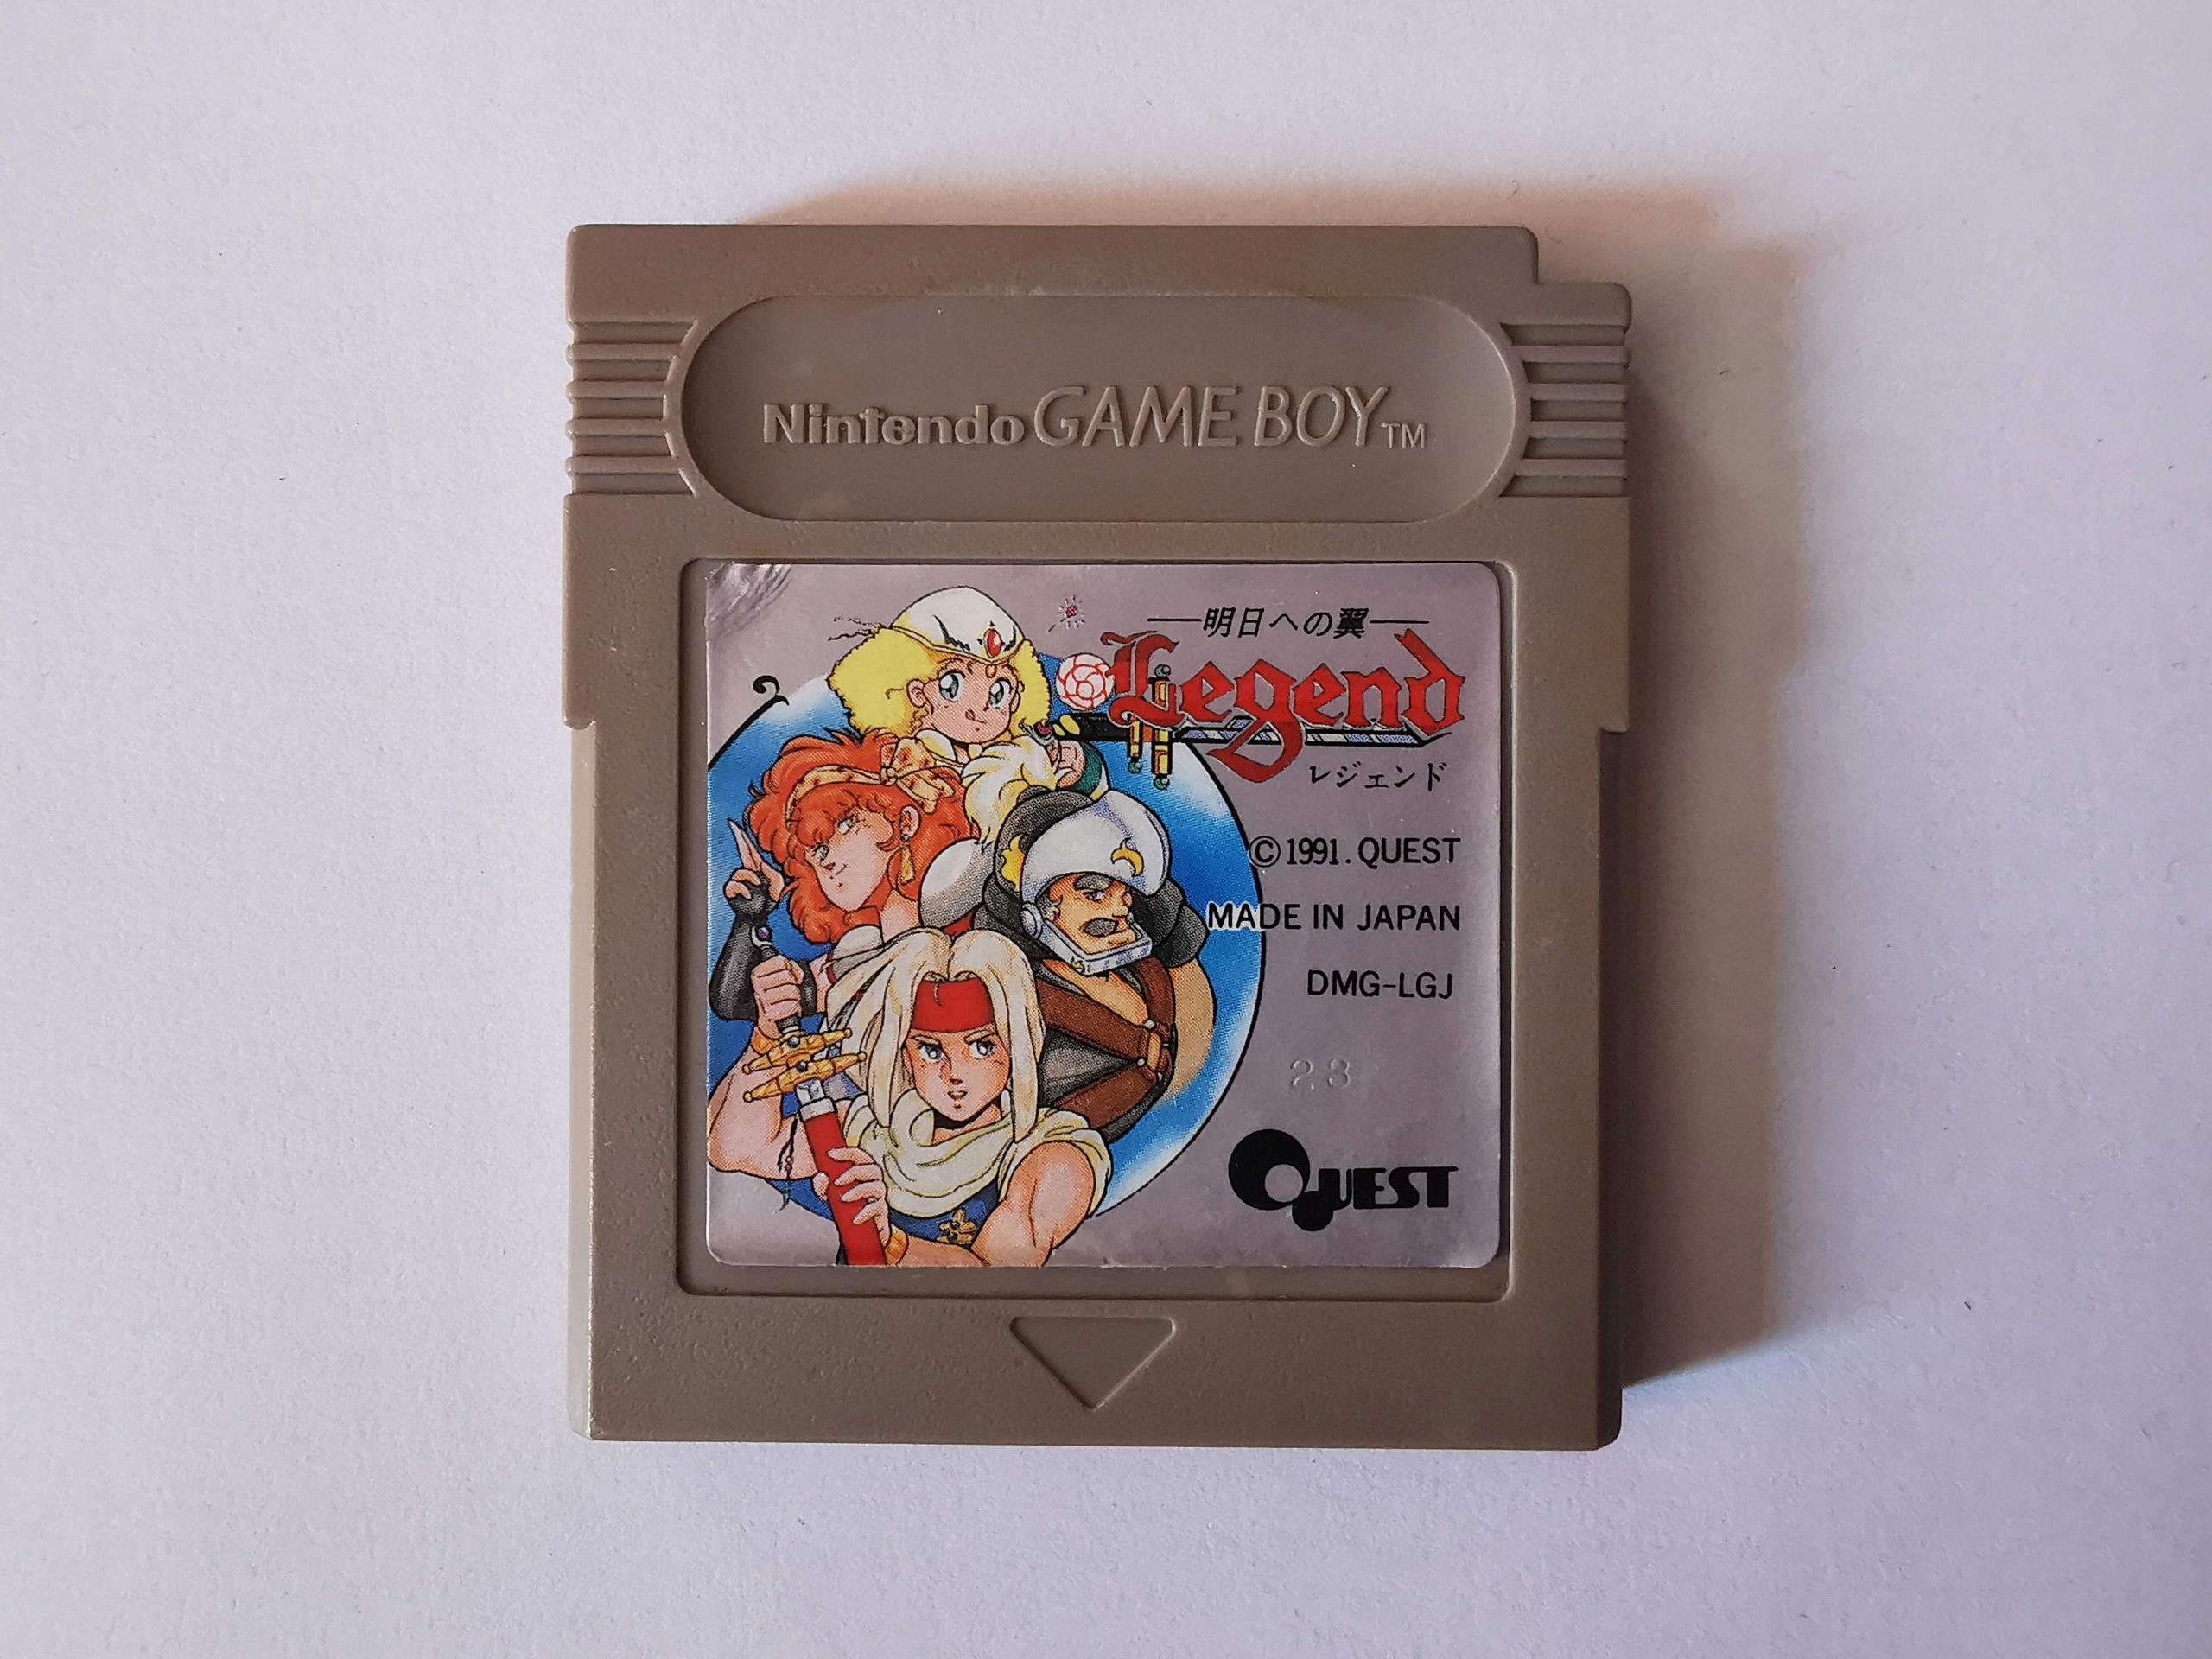 Nintendo GAME BOY TM
明日への翼
Legend
レジェンド
© 1991. QUEST
MADE IN JAPAN
DMG-LGJ
23
QUEST